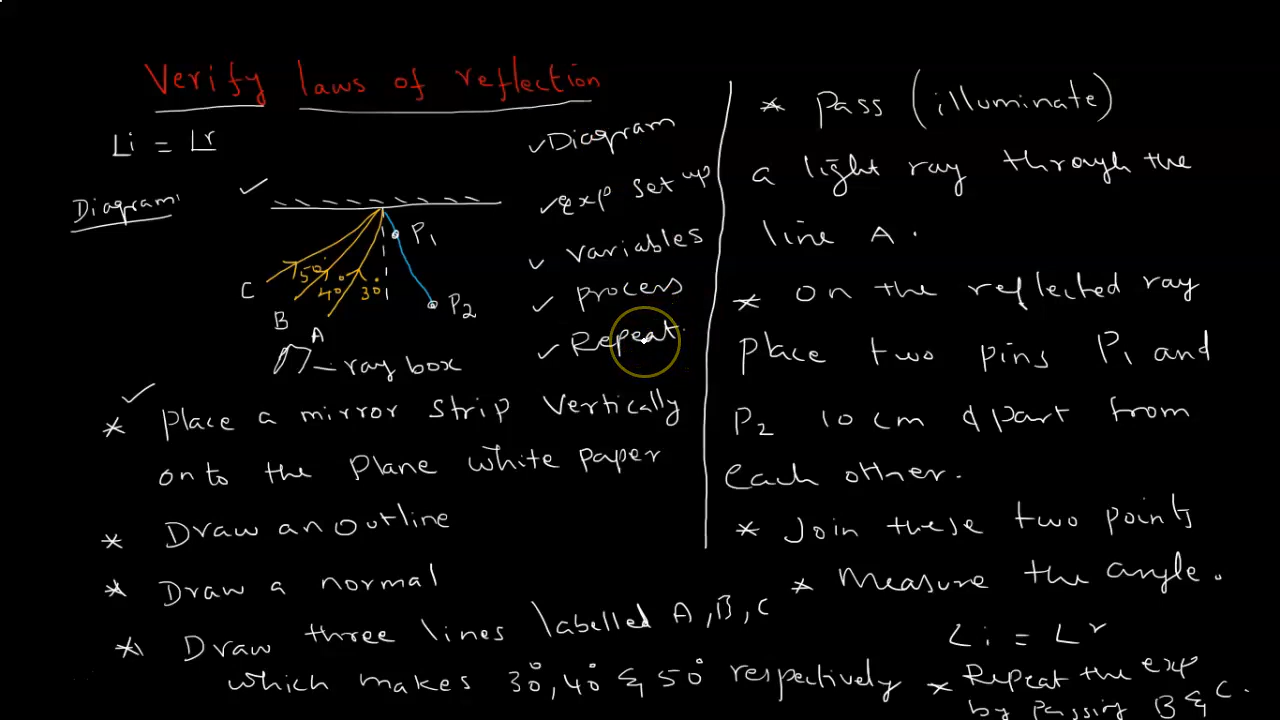 Verify laws of reflection
Li = Lr
Diagram:
P1
P2
50°
40°
30°
C
B
A
ray box
Diagram
exp set up
variables
process
Repeat
* Place a mirror strip vertically
onto the plane white paper
* Draw an outline
* Draw a normal
* Draw three lines labelled A, B, C
which makes 30°, 40° & 50° respectively
* Pass (illuminate)
a light ray through the
line A.
* on the reflected ray
place two pins P1 and
P2 10 cm apart from
each other.
* Join these two points
* Measure the angle.
Li = Lr
* Repeat the exp
by passing B & C.